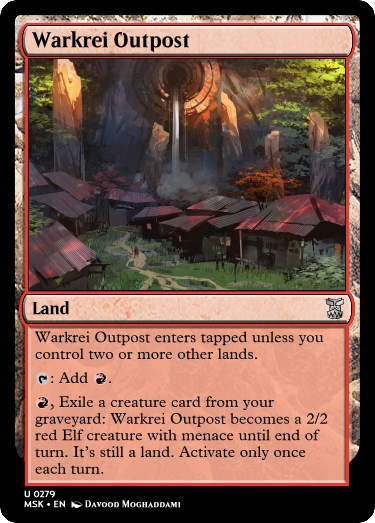 Warkrei Outpost
Land
Warkrei Outpost enters tapped unless you
control two or more other lands.
: Add .
, Exile a creature card from your
graveyard: Warkrei Outpost becomes a 2/2
red Elf creature with menace until end of
turn. It's still a land. Activate only once
each turn.
U 0279
MSK • EN Davood Moghaddami